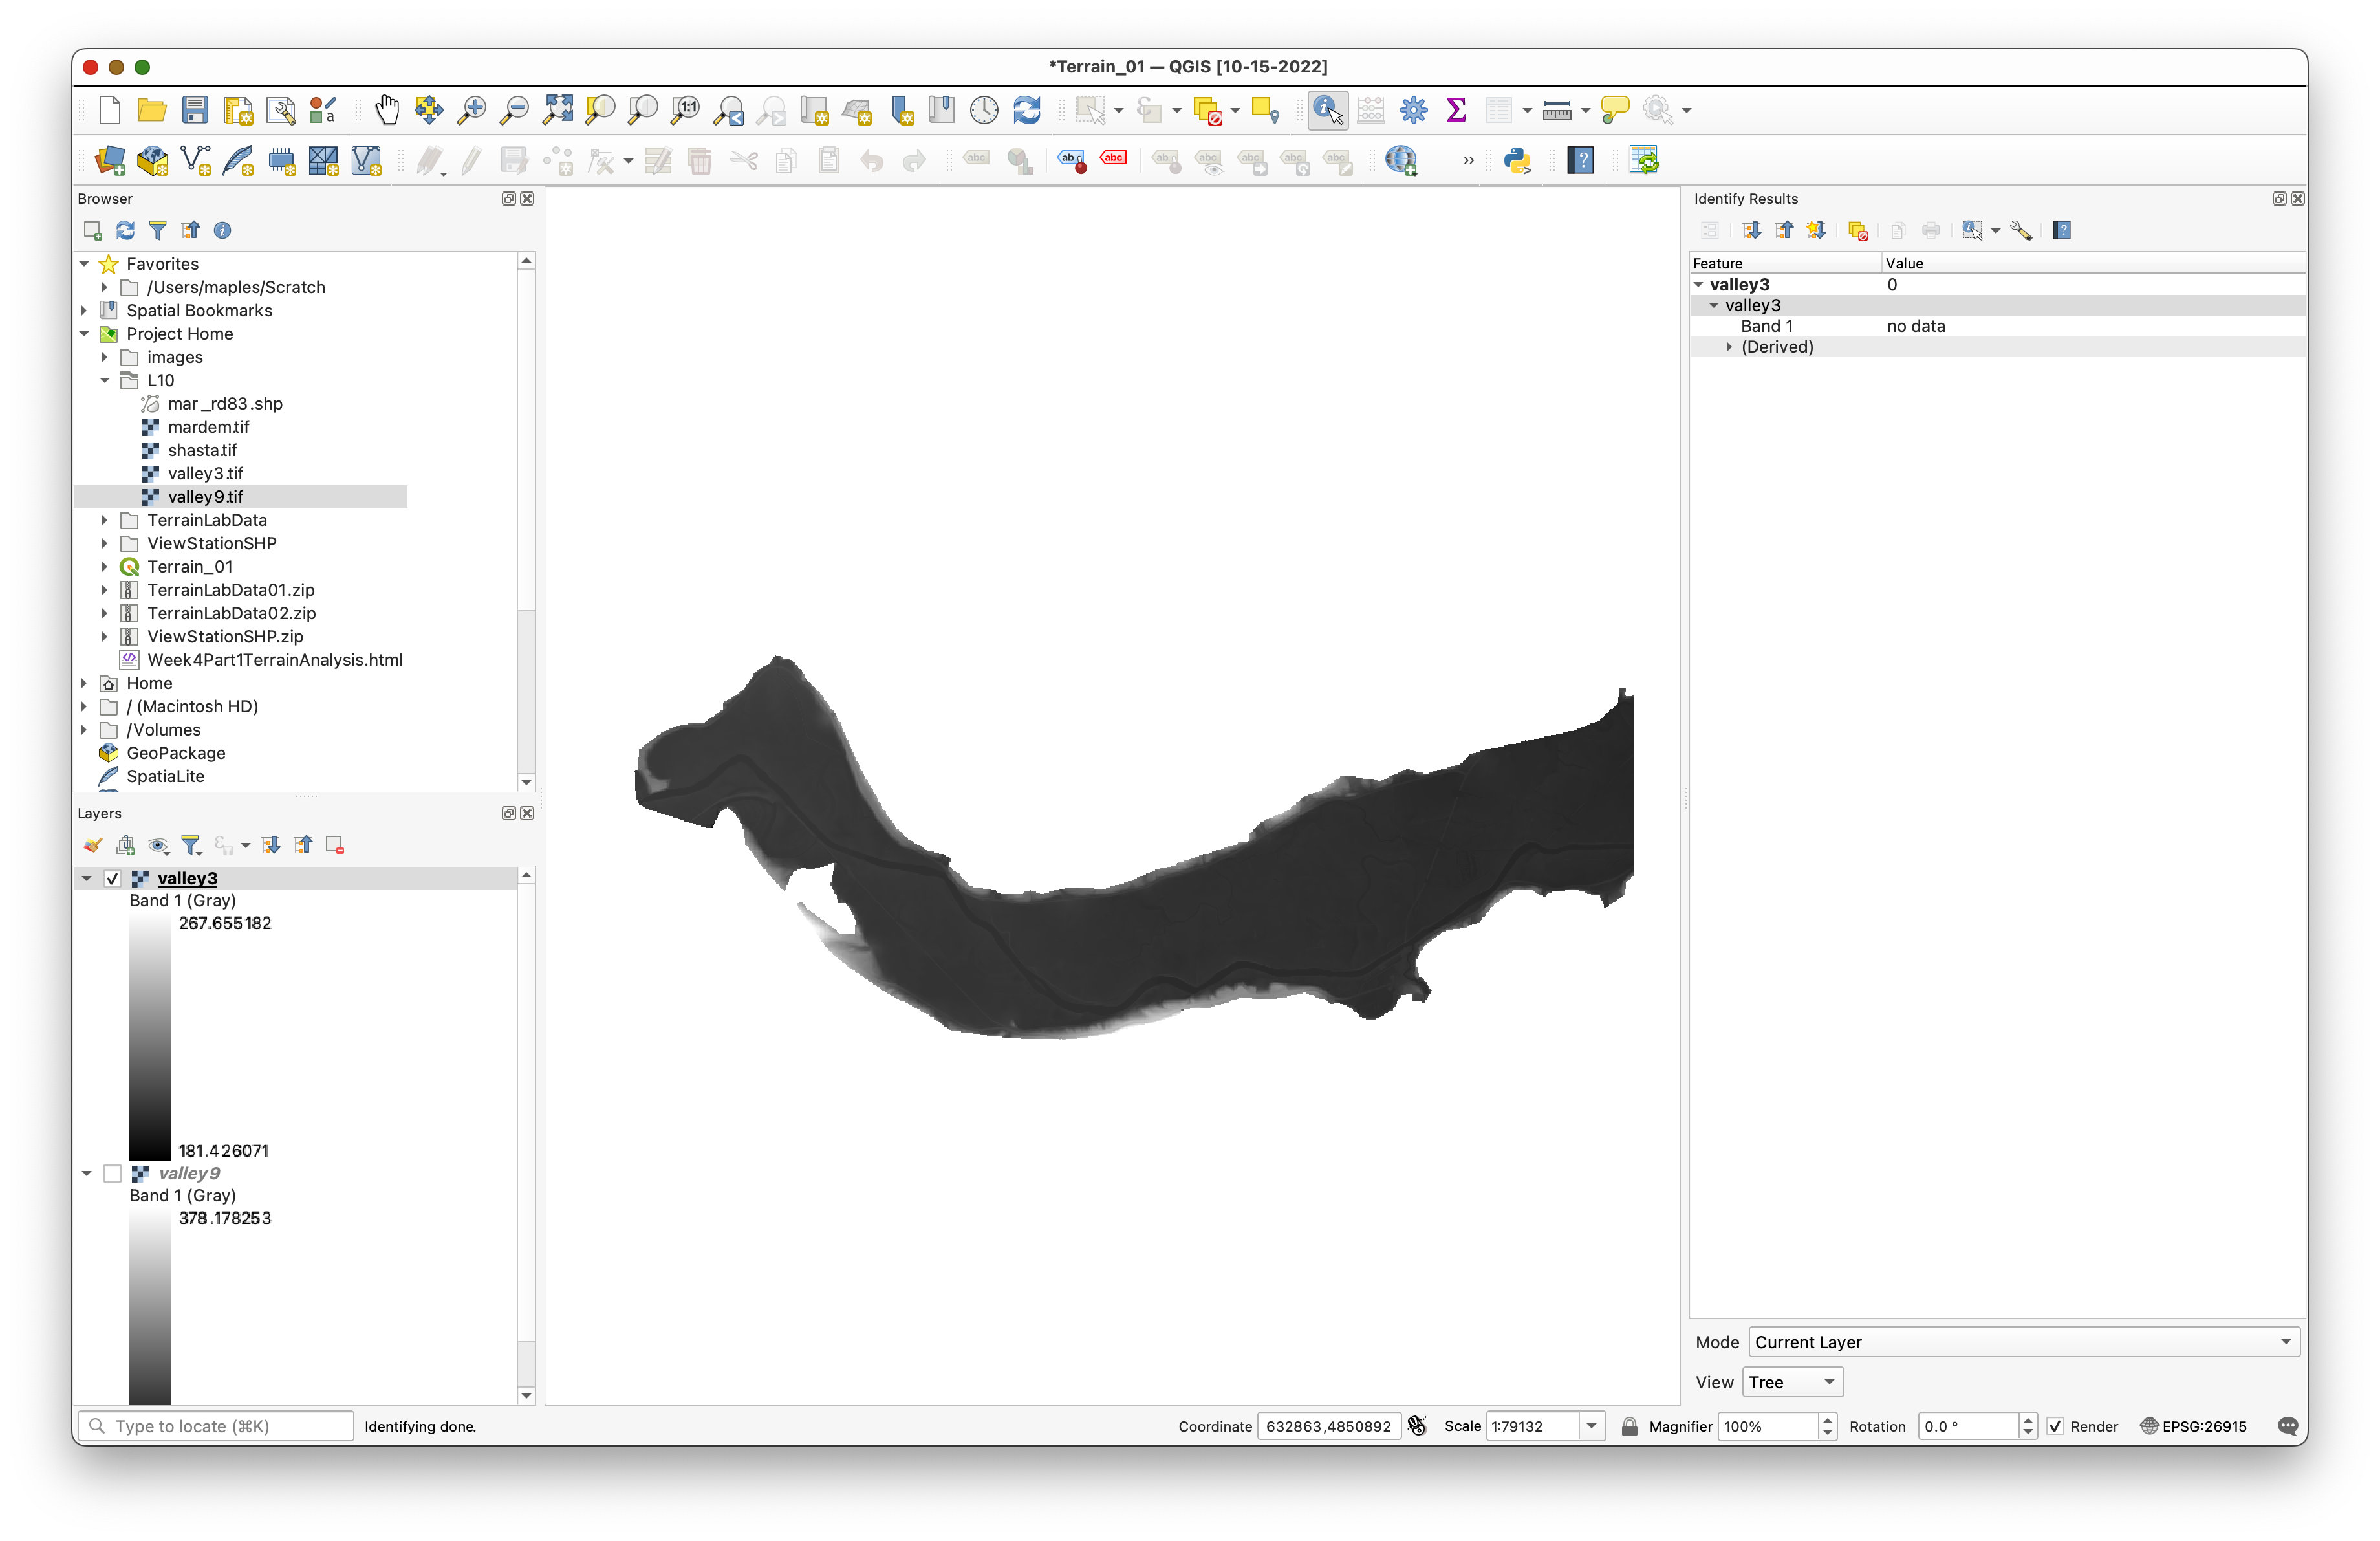 *Terrain_01 — QGIS [10-15-2022]
Browser
Favorites
/Users/maples/Scratch
Spatial Bookmarks
Project Home
images
L10
mar_rd83.shp
mardem.tif
shasta.tif
valley3.tif
valley9.tif
TerrainLabData
ViewStationSHP
Terrain_01
TerrainLabData01.zip
TerrainLabData02.zip
ViewStationSHP.zip
Week4Part1TerrainAnalysis.html
Home
/ (Macintosh HD)
/Volumes
GeoPackage
SpatiaLite
Layers
valley3
Band 1 (Gray)
267.655182
181.426071
valley9
Band 1 (Gray)
378.178253
Identify Results
Feature Value
valley3 0
valley3
Band 1 no data
(Derived)
Mode Current Layer
View Tree
Type to locate (⌘K) Identifying done. Coordinate 632863,4850892 Scale 1:79132 Magnifier 100% Rotation 0.0 ° Render EPSG:26915